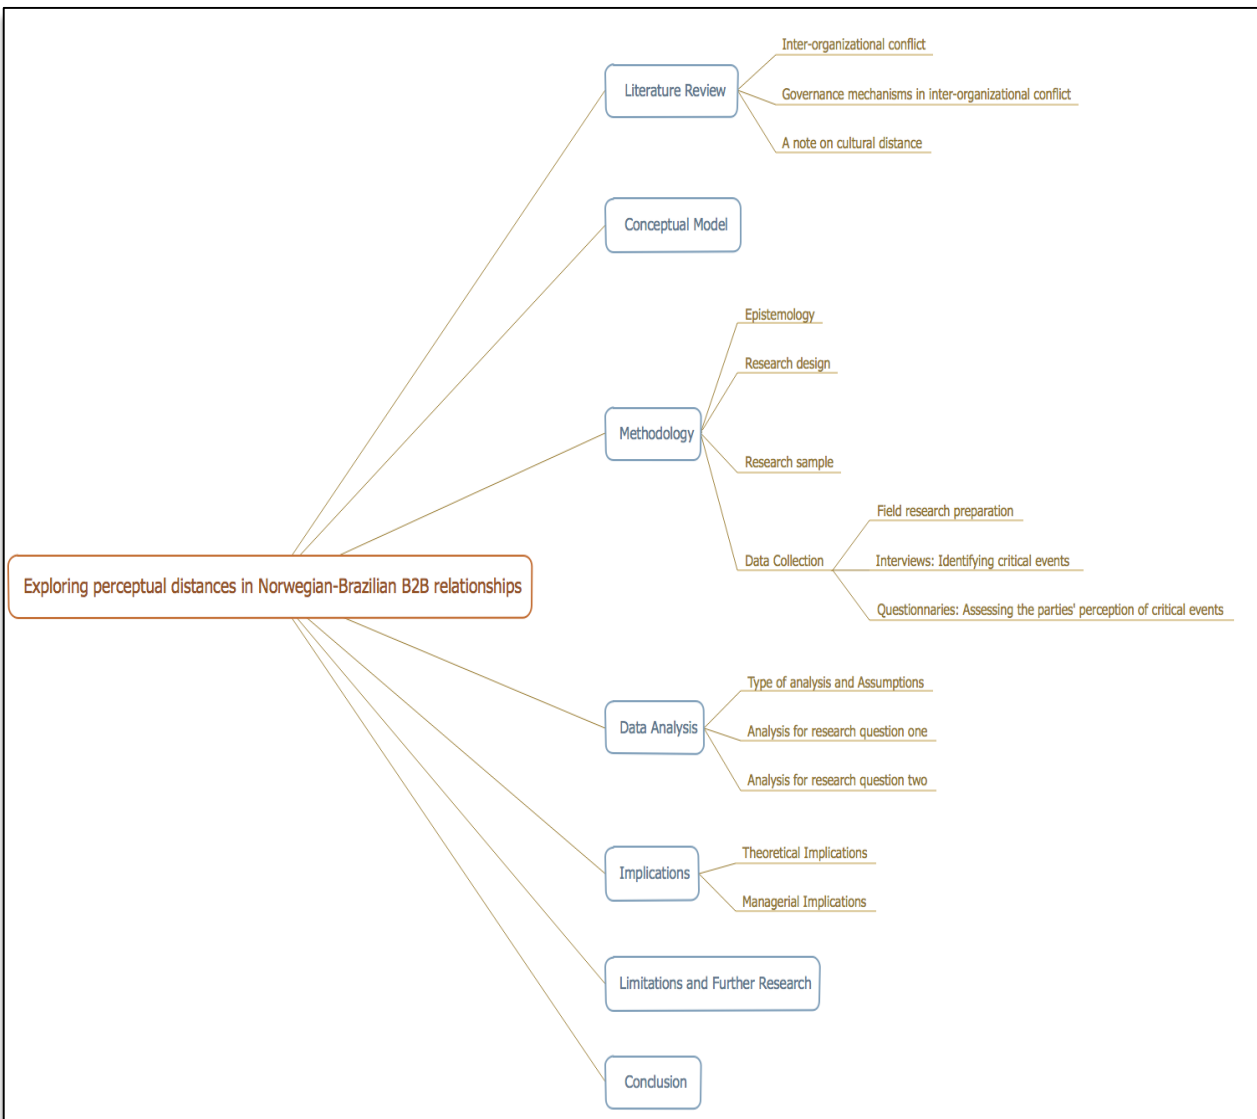 Exploring perceptual distances in Norwegian-Brazilian B2B relationships
Literature Review
Inter-organizational conflict
Governance mechanisms in inter-organizational conflict
A note on cultural distance
Conceptual Model
Methodology
Epistemology
Research design
Research sample
Data Collection
Field research preparation
Interviews: Identifying critical events
Questionnaries: Assessing the parties' perception of critical events
Data Analysis
Type of analysis and Assumptions
Analysis for research question one
Analysis for research question two
Implications
Theoretical Implications
Managerial Implications
Limitations and Further Research
Conclusion